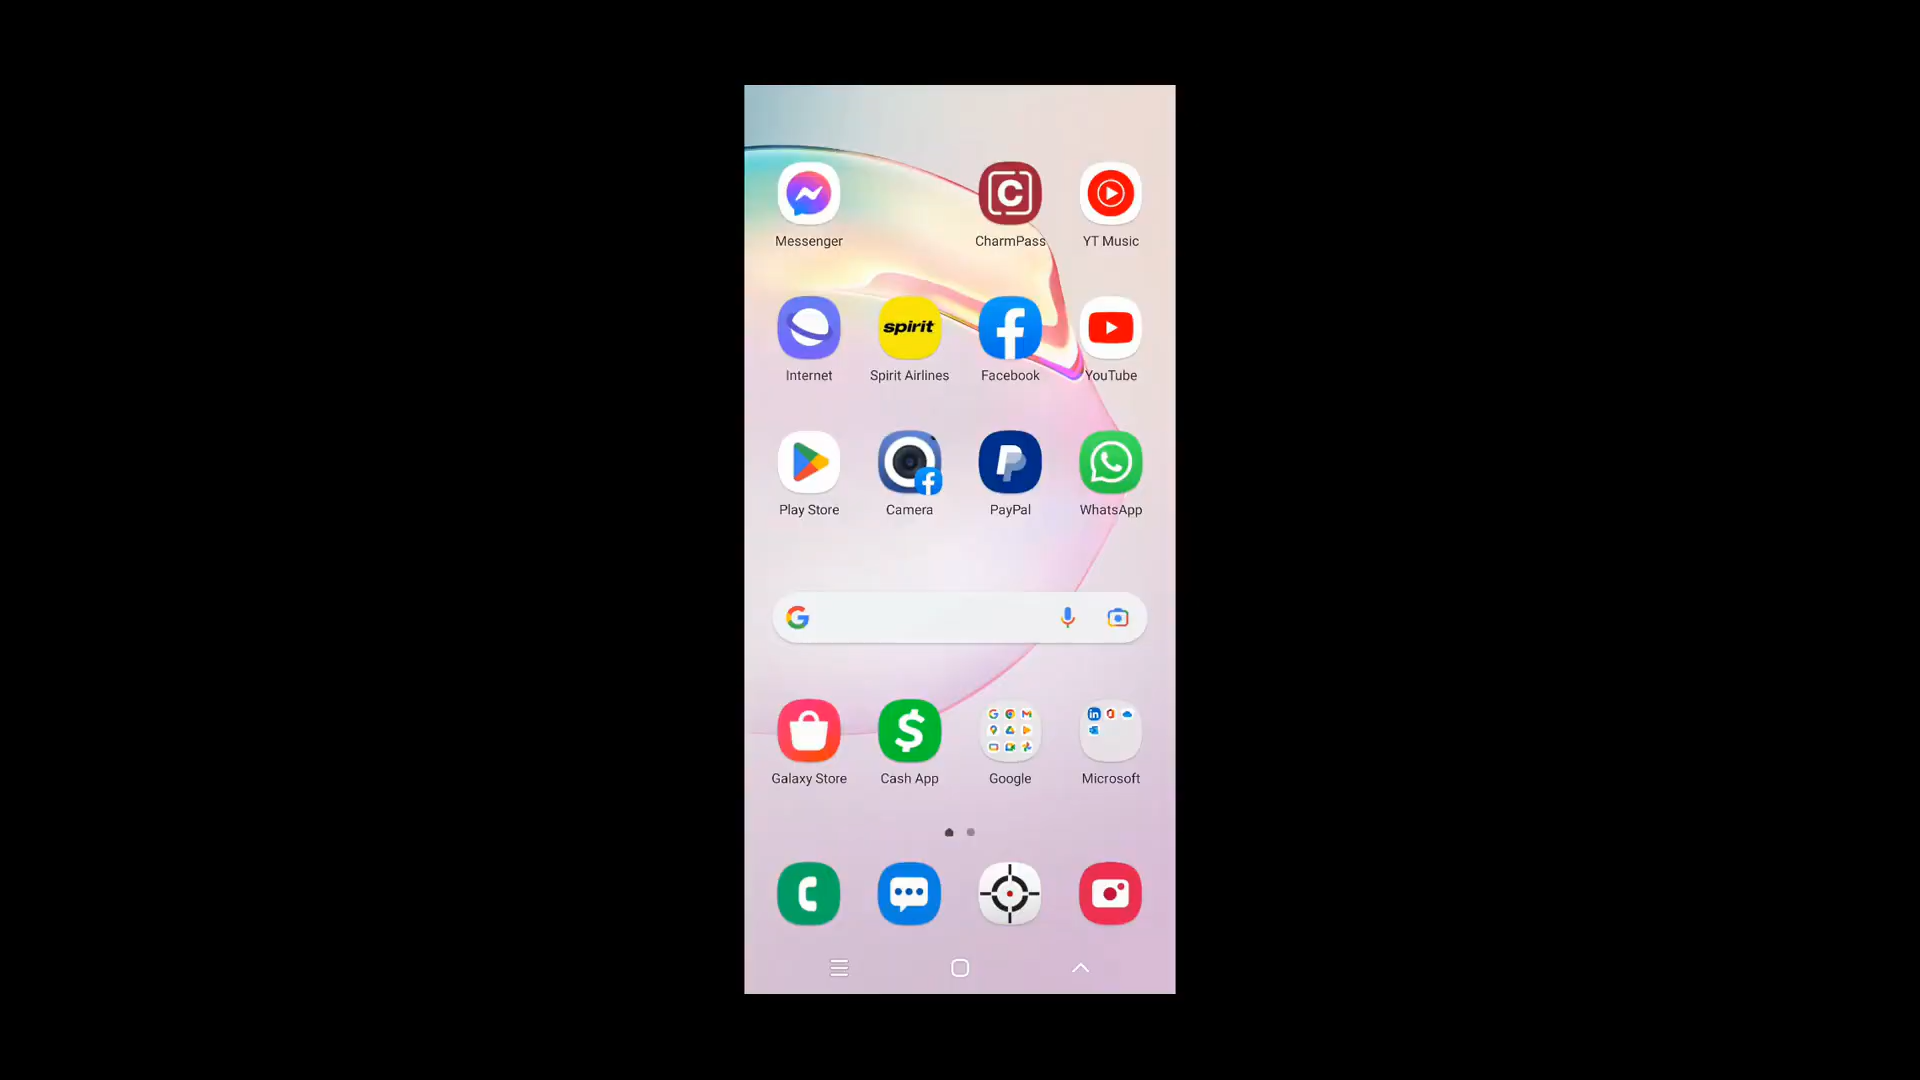 Messenger
CharmPass
YT Music
spirit
Internet
Spirit Airlines
Facebook
YouTube
Play Store
Camera
PayPal
WhatsApp
Galaxy Store
Cash App
Google
Microsoft